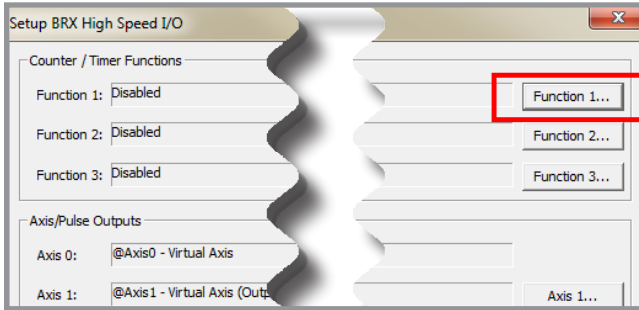 Setup BRX High Speed I/O
Counter / Timer Functions
Function 1: Disabled Function 1...
Function 2: Disabled Function 2...
Function 3: Disabled Function 3...
Axis/Pulse Outputs
Axis 0: @Axis0 - Virtual Axis
Axis 1: @Axis1 - Virtual Axis Axis 1...